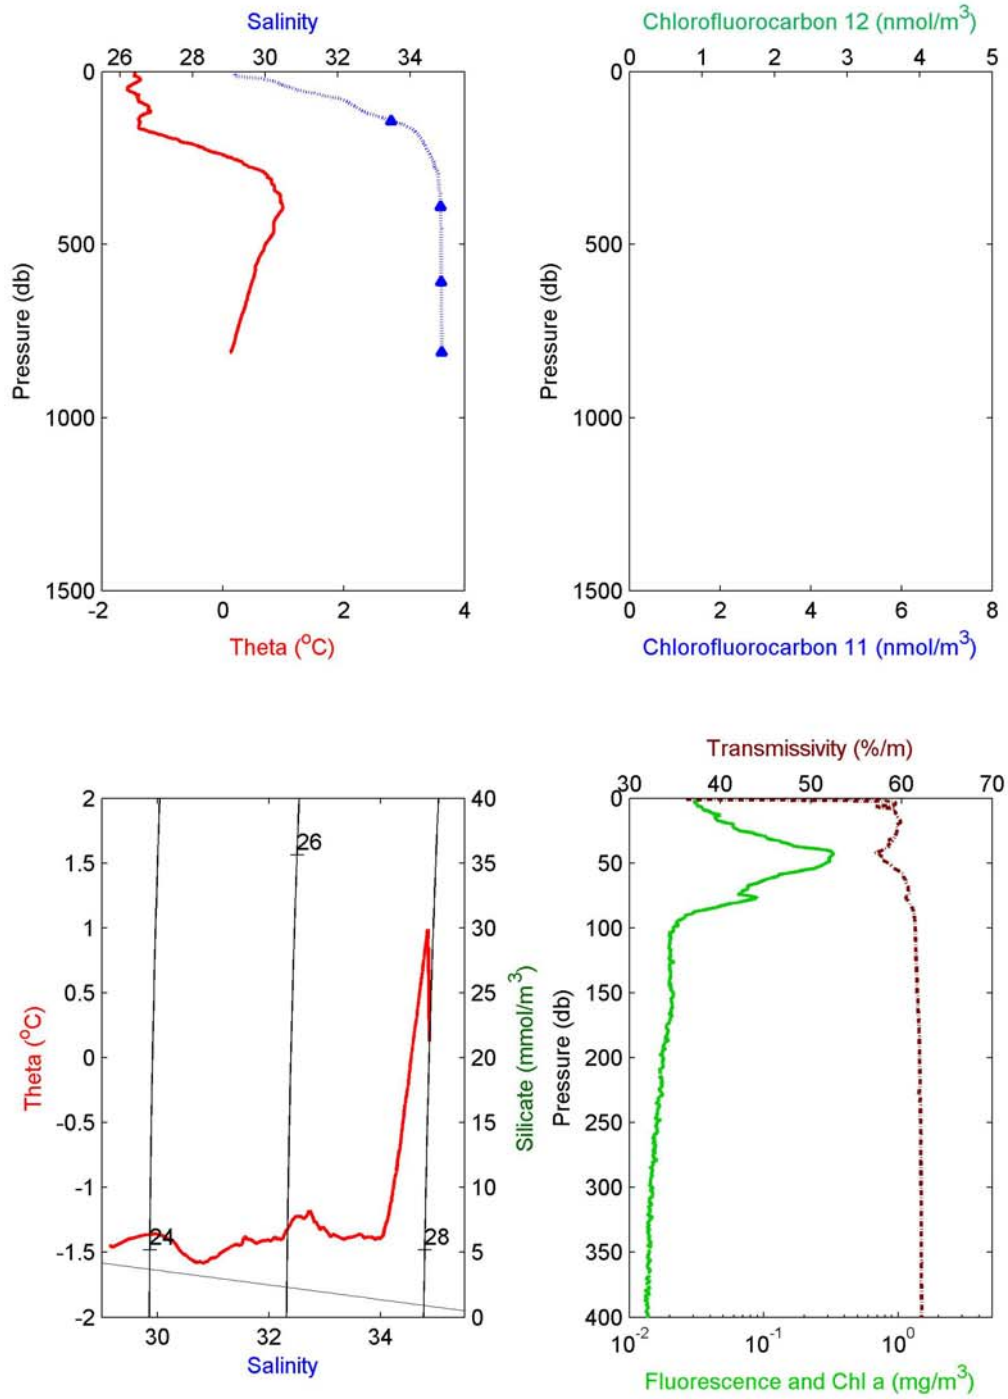 Salinity
26 28 30 32 34
0
500
1000
1500
Pressure (db)
-2 0 2 4
Theta (°C)
Chlorofluorocarbon 12 (nmol/m³)
0 1 2 3 4 5
0
500
1000
1500
Pressure (db)
0 2 4 6 8
Chlorofluorocarbon 11 (nmol/m³)
2
1.5
1
0.5
0
-0.5
-1
-1.5
-2
Theta (°C)
24
26
28
40
35
30
25
20
15
10
5
0
Silicate (mmol/m³)
30 32 34
Salinity
Transmissivity (%/m)
30 40 50 60 70
0
50
100
150
200
250
300
350
400
Pressure (db)
10⁻² 10⁻¹ 10⁰
Fluorescence and Chl a (mg/m³)